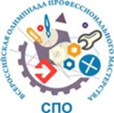 ВСЕРОССИЙСКАЯ ОЛИМПИАДА ПРОФЕССИОНАЛЬНОГО МАСТЕРСТВА
СПО